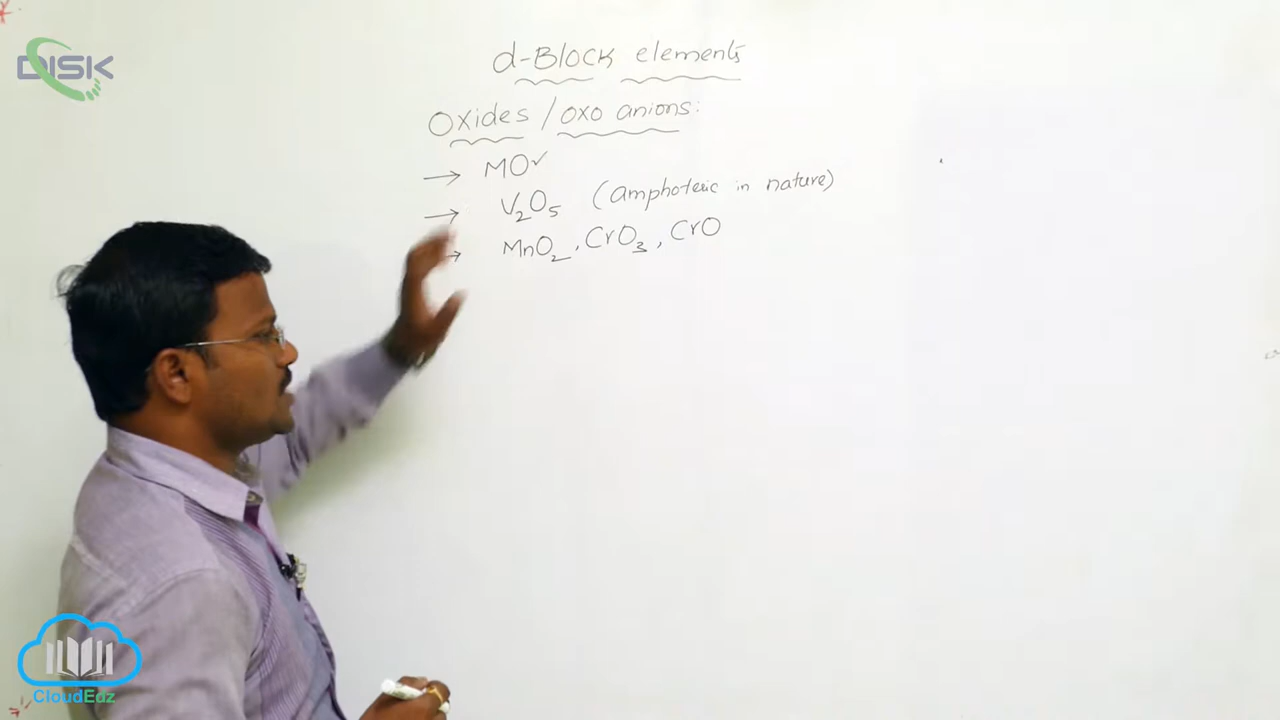 DISK
d-Block elements
Oxides / oxo anions:
→ MO✓
→ V₂O₅ (amphoteric in nature)
→ MnO₂, CrO₃, CrO
CloudEdz